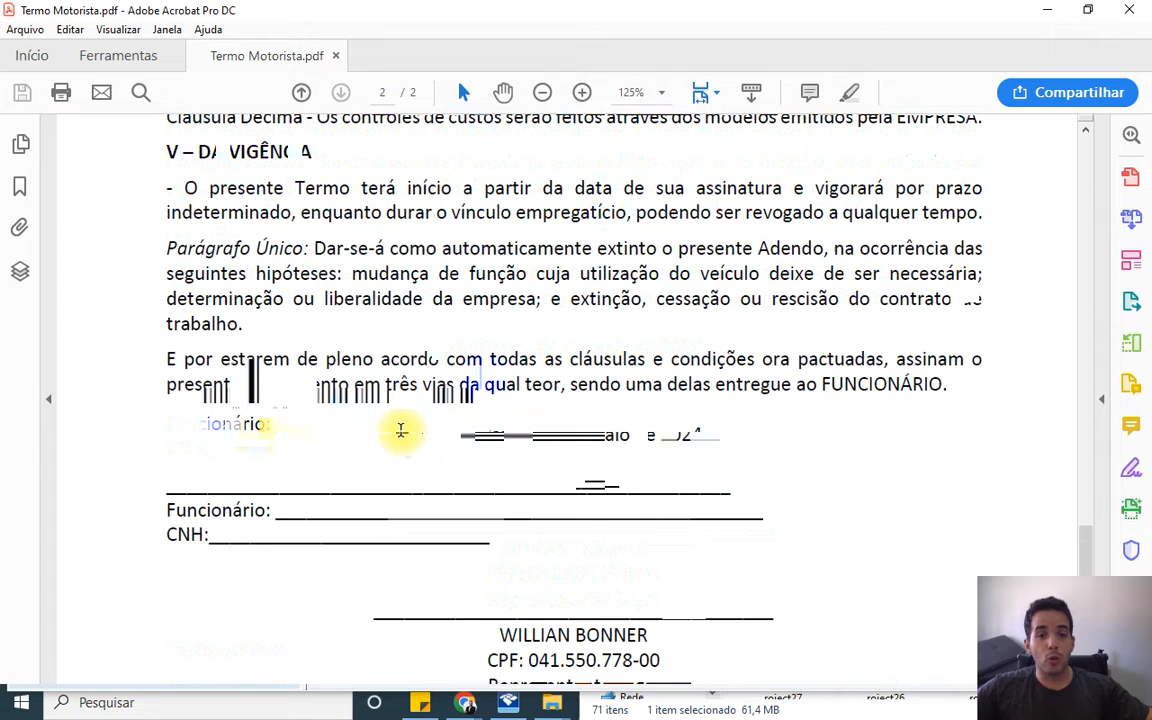 Termo Motorista.pdf - Adobe Acrobat Pro DC
Arquivo Editar Visualizar Janela Ajuda
Início Ferramentas Termo Motorista.pdf
2 / 2 125% Compartilhar
Cláusula Décima - Os controles de custos serão feitos através dos modelos emitidos pela EMPRESA.
V – DA VIGÊNCIA
- O presente Termo terá início a partir da data de sua assinatura e vigorará por prazo
indeterminado, enquanto durar o vínculo empregatício, podendo ser revogado a qualquer tempo.
Parágrafo Único: Dar-se-á como automaticamente extinto o presente Adendo, na ocorrência das
seguintes hipóteses: mudança de função cuja utilização do veículo deixe de ser necessária;
determinação ou liberalidade da empresa; e extinção, cessação ou rescisão do contrato
trabalho.
E por estarem de pleno acordo com todas as cláusulas e condições ora pactuadas, assinam o
em três vias da qual teor, sendo uma delas entregue ao FUNCIONÁRIO.
Funcionário:
Funcionário:
CNH:
WILLIAN BONNER
CPF: 041.550.778-00
Pesquisar
Rede
roject27 roject26
71 itens 1 item selecionado 61,4 MB